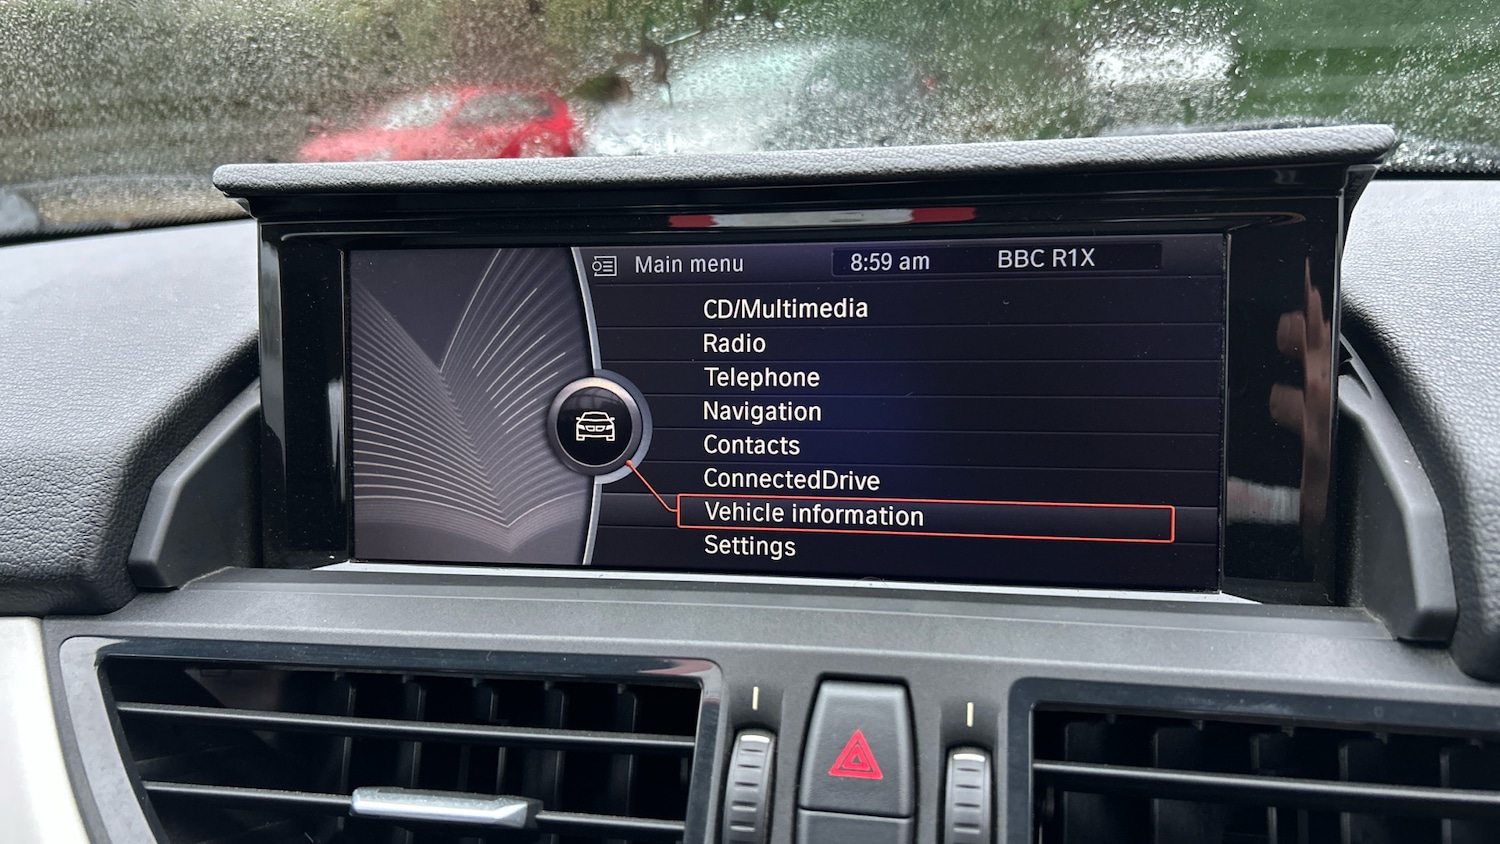 Main menu
8:59 am
BBC R1X
CD/Multimedia
Radio
Telephone
Navigation
Contacts
ConnectedDrive
Vehicle information
Settings